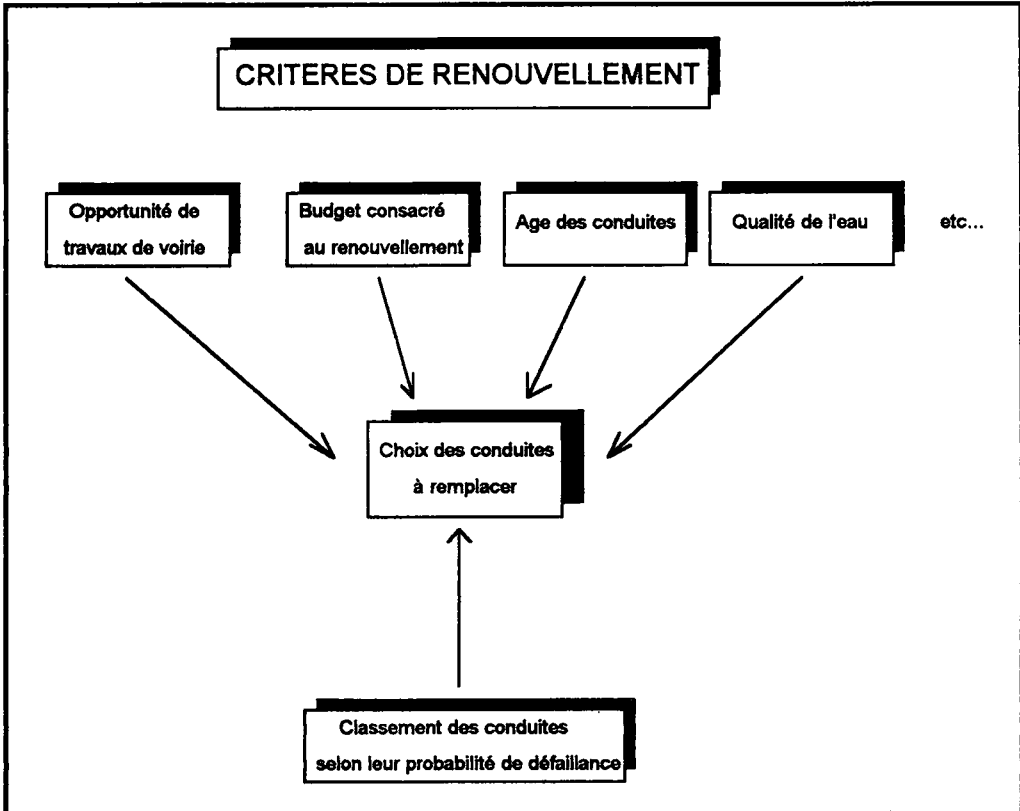 CRITERES DE RENOUVELLEMENT
Opportunité de
travaux de voirie
Budget consacré
au renouvellement
Age des conduites
Qualité de l'eau
etc...
Choix des conduites
à remplacer
Classement des conduites
selon leur probabilité de défaillance